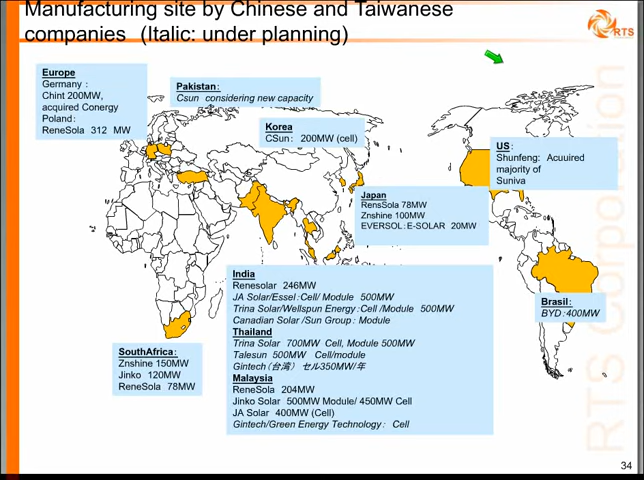 Manufacturing site by Chinese and Taiwanese
companies (Italic: under planning)
RTS
Europe
Germany :
Chint 200MW,
acquired Conergy
Poland:
ReneSola 312 MW
Pakistan:
Csun considering new capacity
Korea
CSun: 200MW (cell)
US:
Shunfeng: Acuuired
majority of
Suniva
Japan
RensSola 78MW
Znshine 100MW
EVERSOL:E-SOLAR 20MW
India
Renesolar 246MW
JA Solar/Essel:Cell/ Module 500MW
Trina Solar/Wellspun Energy:Cell /Module 500MW
Canadian Solar /Sun Group: Module
Thailand
Trina Solar 700MW Cell, Module 500MW
Talesun 500MW Cell/module
Gintech(台湾) セル350MW/年
Malaysia
ReneSola 204MW
Jinko Solar 500MW Module/ 450MW Cell
JA Solar 400MW (Cell)
Gintech/Green Energy Technology: Cell
Brasil:
BYD:400MW
SouthAfrica:
Znshine 150MW
Jinko 120MW
ReneSola 78MW
RTS Corporation
34